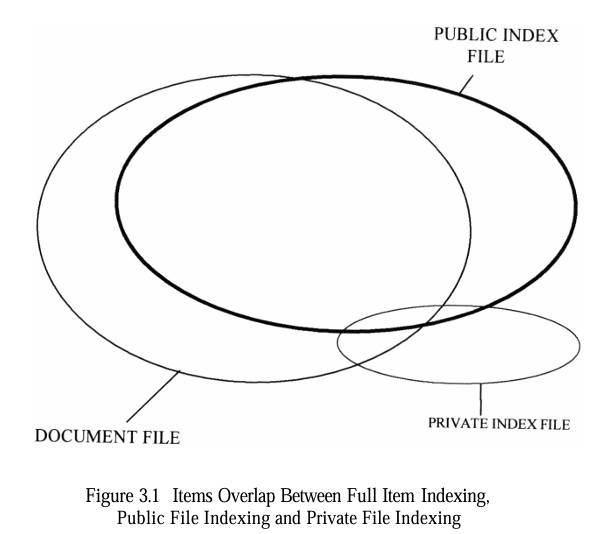 PUBLIC INDEX
FILE
DOCUMENT FILE
PRIVATE INDEX FILE
Figure 3.1 Items Overlap Between Full Item Indexing,
Public File Indexing and Private File Indexing